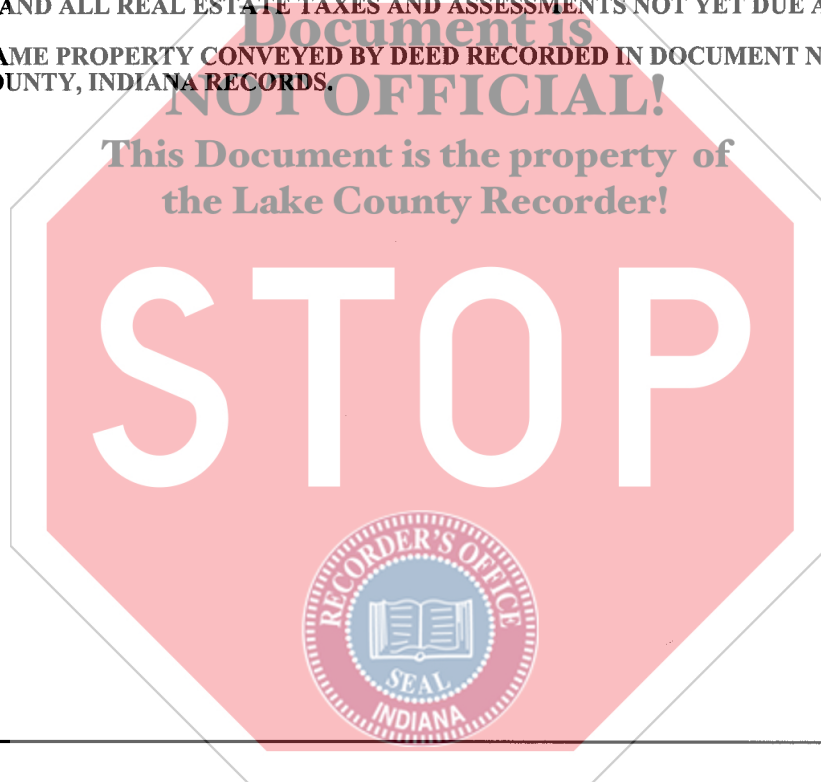 AND ALL REAL ESTATE TAXES AND ASSESSMENTS NOT YET DUE A
Document is
AME PROPERTY CONVEYED BY DEED RECORDED IN DOCUMENT N
OUNTY, INDIANA RECORDS.
NOT OFFICIAL!
This Document is the property of
the Lake County Recorder!
STOP
RECORDER'S OFFICE
SEAL
INDIANA